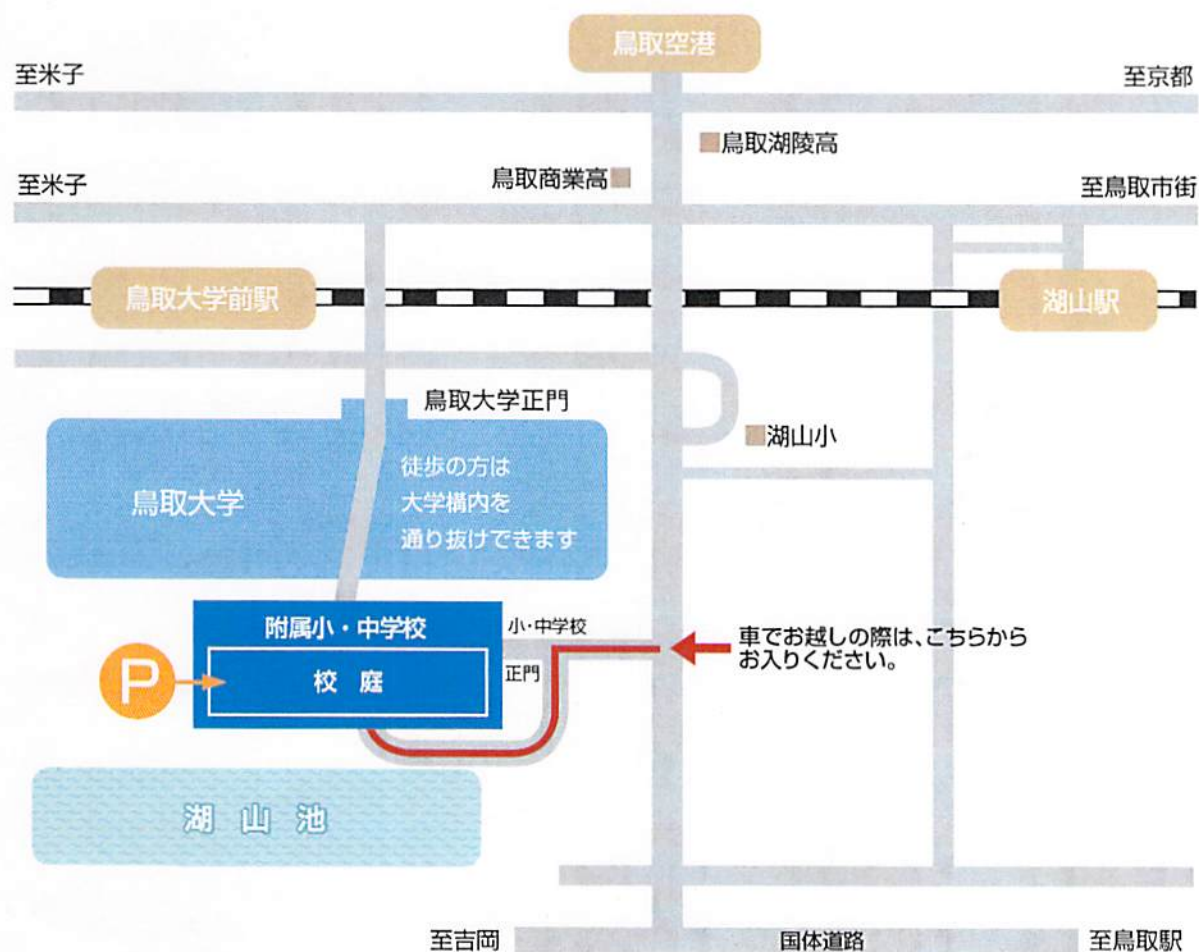 鳥取空港
至米子
至京都
■鳥取湖陵高
鳥取商業高■
至米子
至鳥取市街
鳥取大学前駅
湖山駅
鳥取大学正門
■湖山小
徒歩の方は
大学構内を
通り抜けできます
鳥取大学
附属小・中学校
小・中学校
正門
車でお越しの際は、こちらから
お入りください。
P
校庭
湖山池
至吉岡
国体道路
至鳥取駅